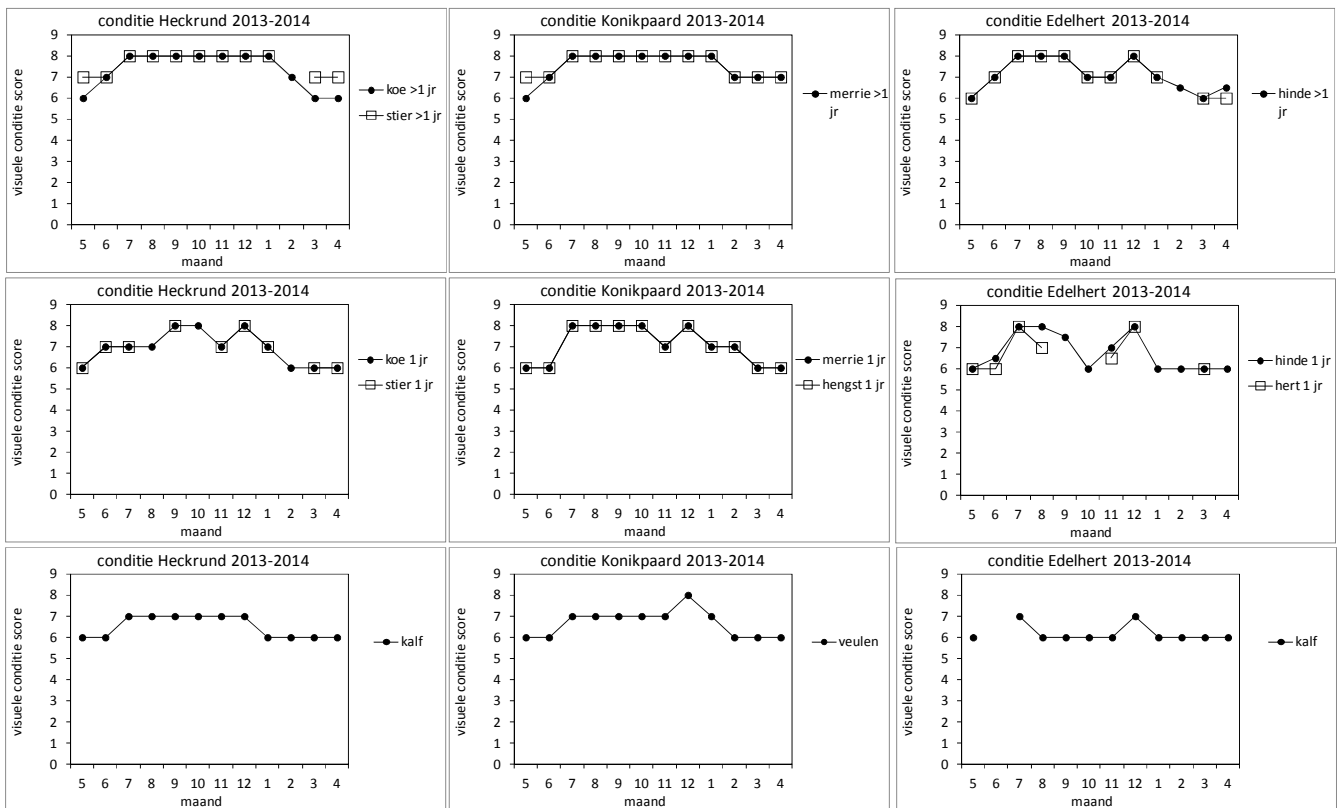 conditie Heckrund 2013-2014
9
8
7
6
5
4
3
2
1
0
visuele conditie score
5 6 7 8 9 10 11 12 1 2 3 4
maand
koe >1 jr
stier >1 jr
conditie Konikpaard 2013-2014
9
8
7
6
5
4
3
2
1
0
visuele conditie score
5 6 7 8 9 10 11 12 1 2 3 4
maand
merrie >1
jr
conditie Edelhert 2013-2014
9
8
7
6
5
4
3
2
1
0
visuele conditie score
5 6 7 8 9 10 11 12 1 2 3 4
maand
hinde >1
jr
conditie Heckrund 2013-2014
9
8
7
6
5
4
3
2
1
0
visuele conditie score
5 6 7 8 9 10 11 12 1 2 3 4
maand
koe 1 jr
stier 1 jr
conditie Konikpaard 2013-2014
9
8
7
6
5
4
3
2
1
0
visuele conditie score
5 6 7 8 9 10 11 12 1 2 3 4
maand
merrie 1 jr
hengst 1 jr
conditie Edelhert 2013-2014
9
8
7
6
5
4
3
2
1
0
visuele conditie score
5 6 7 8 9 10 11 12 1 2 3 4
maand
hinde 1 jr
hert 1 jr
conditie Heckrund 2013-2014
9
8
7
6
5
4
3
2
1
0
visuele conditie score
5 6 7 8 9 10 11 12 1 2 3 4
maand
kalf
conditie Konikpaard 2013-2014
9
8
7
6
5
4
3
2
1
0
visuele conditie score
5 6 7 8 9 10 11 12 1 2 3 4
maand
veulen
conditie Edelhert 2013-2014
9
8
7
6
5
4
3
2
1
0
visuele conditie score
5 6 7 8 9 10 11 12 1 2 3 4
maand
kalf